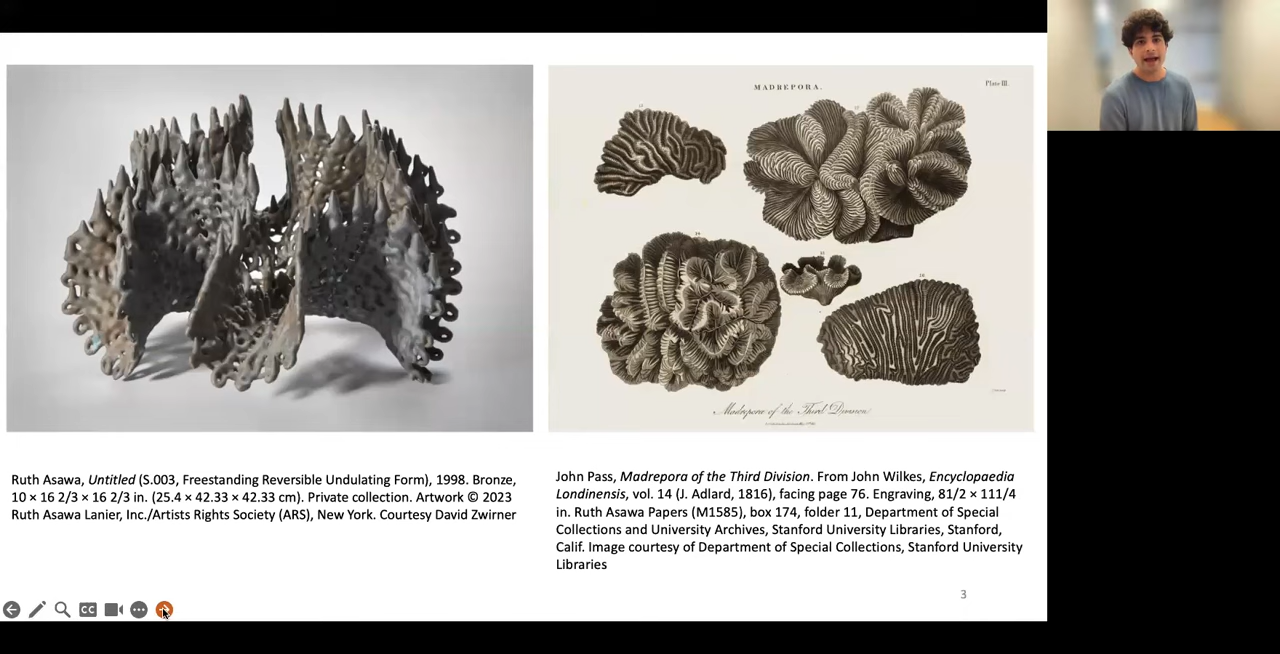 MADREPORA.
Plate III.
Madrepora of the Third Division
Ruth Asawa, Untitled (S.003, Freestanding Reversible Undulating Form), 1998. Bronze,
10 × 16 2/3 × 16 2/3 in. (25.4 × 42.33 × 42.33 cm). Private collection. Artwork © 2023
Ruth Asawa Lanier, Inc./Artists Rights Society (ARS), New York. Courtesy David Zwirner
John Pass, Madrepora of the Third Division. From John Wilkes, Encyclopaedia
Londinensis, vol. 14 (J. Adlard, 1816), facing page 76. Engraving, 81/2 × 111/4
in. Ruth Asawa Papers (M1585), box 174, folder 11, Department of Special
Collections and University Archives, Stanford University Libraries, Stanford,
Calif. Image courtesy of Department of Special Collections, Stanford University
Libraries
3
CC